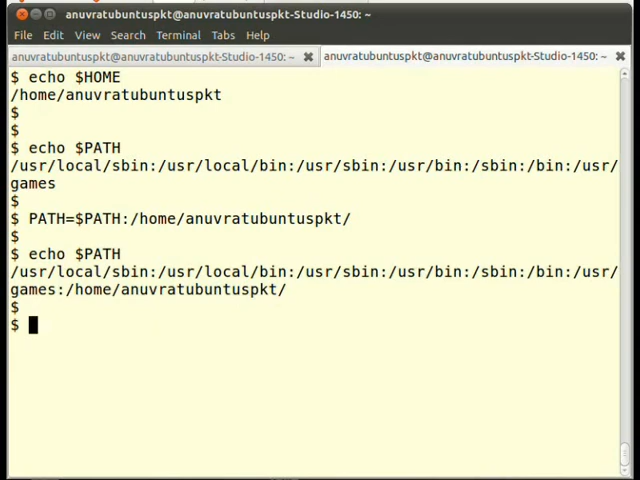 anuvratubuntuspkt@anuvratubuntuspkt-Studio-1450: ~
File Edit View Search Terminal Tabs Help
anuvratubuntuspkt@anuvratubuntuspkt-Studio-1450: ~ anuvratubuntuspkt@anuvratubuntuspkt-Studio-1450: ~
$ echo $HOME
/home/anuvratubuntuspkt
$
$
$ echo $PATH
/usr/local/sbin:/usr/local/bin:/usr/sbin:/usr/bin:/sbin:/bin:/usr/
games
$
$ PATH=$PATH:/home/anuvratubuntuspkt/
$
$ echo $PATH
/usr/local/sbin:/usr/local/bin:/usr/sbin:/usr/bin:/sbin:/bin:/usr/
games:/home/anuvratubuntuspkt/
$
$